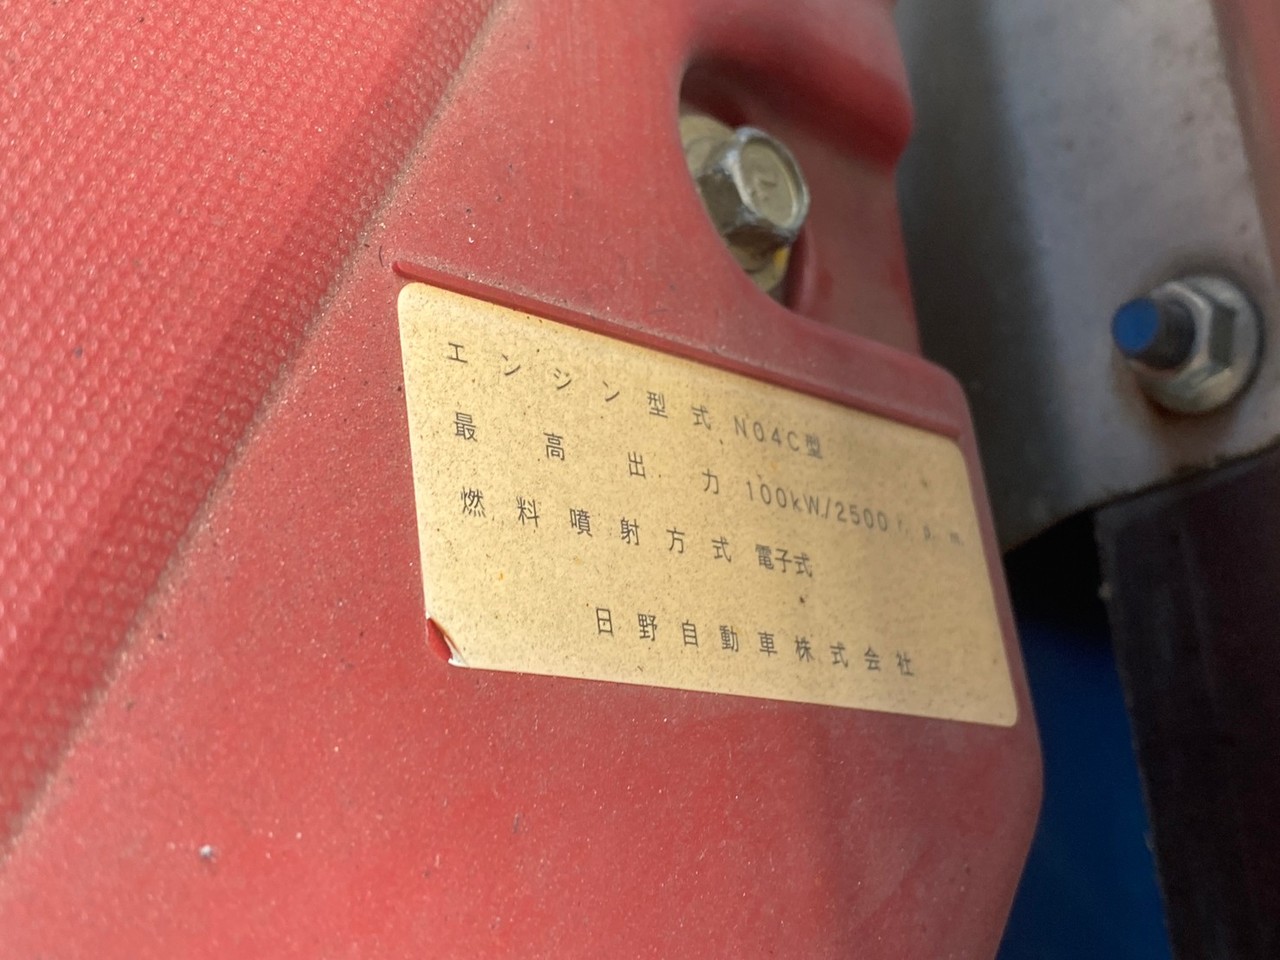 エンジン型式 N04C型
最高出力 100kW/2500r.p.m.
燃料噴射方式 電子式
日野自動車株式会社